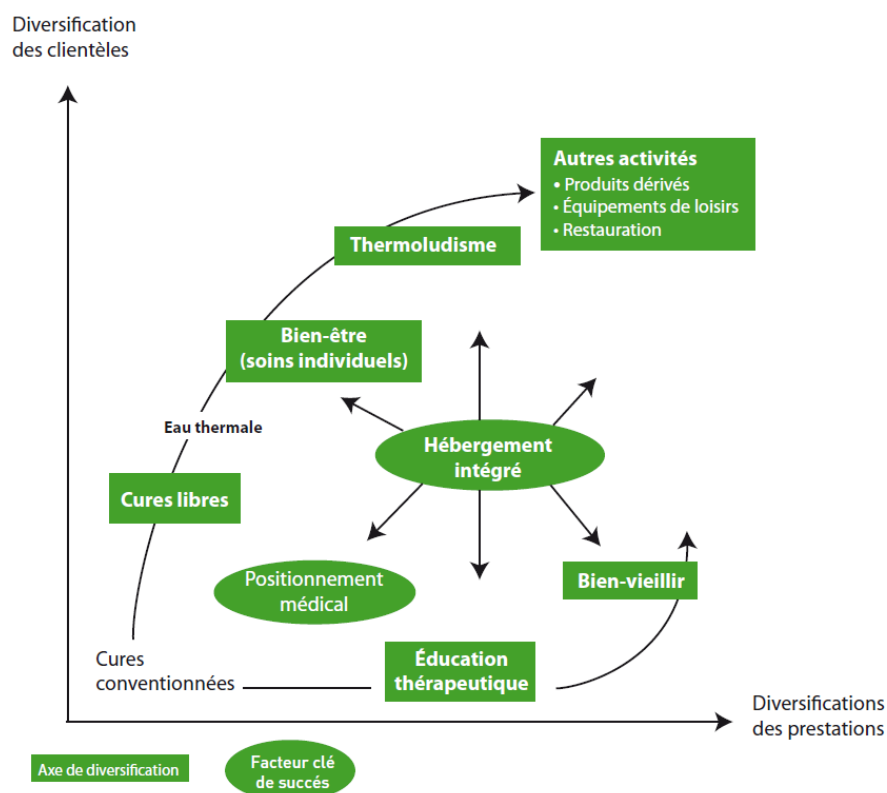 Diversification
des clientèles
Autres activités
• Produits dérivés
• Équipements de loisirs
• Restauration
Thermoludisme
Bien-être
(soins individuels)
Eau thermale
Hébergement
intégré
Cures libres
Positionnement
médical
Bien-vieillir
Cures
conventionnées
Éducation
thérapeutique
Diversifications
des prestations
Axe de diversification
Facteur clé
de succés